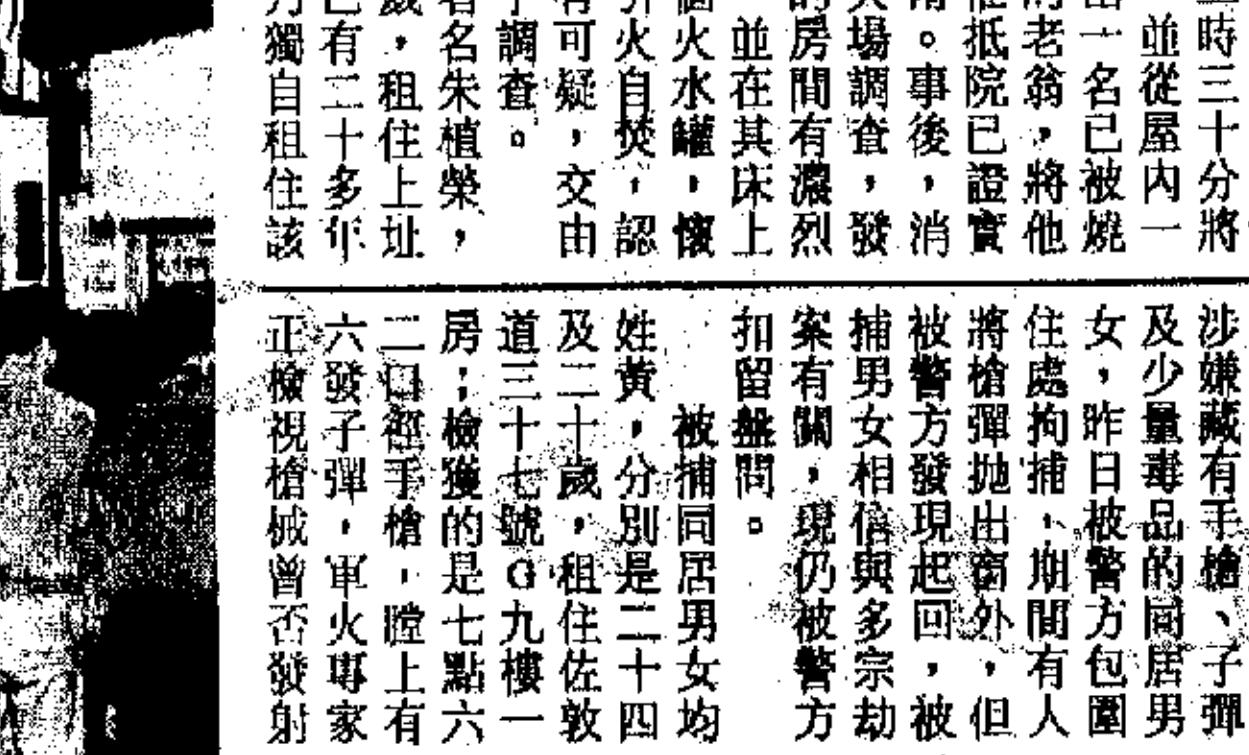 時三十分將
並從屋內一
一名已被燒
老翁，將他
抵院已證實
。事後，消
場調查，發
房間有濃烈
並在其床上
火水罐，懷
火自焚，認
可疑，交由
調查。
名朱植榮，
，租住上址
有二十多年
獨自租住該
涉嫌藏有手槍、子彈
及少量毒品的同居男
女，昨日被警方包圍
住處拘捕，期間有人
將槍彈拋出窗外，但
被警方發現起回，被
捕男女相信與多宗劫
案有關，現仍被警方
扣留盤問。
被捕同居男女均
姓黃，分別是二十四
及二十歲，租住佐敦
道三十七號G九樓一
房；檢獲的是七點六
二口徑手槍，膛上有
六發子彈，軍火專家
正檢視槍械曾否發射